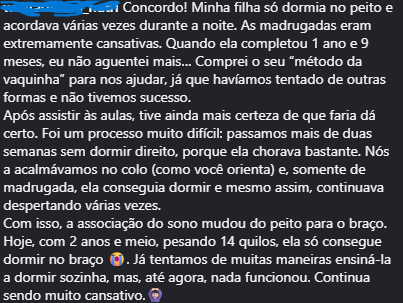 Concordo! Minha filha só dormia no peito e
acordava várias vezes durante a noite. As madrugadas eram
extremamente cansativas. Quando ela completou 1 ano e 9
meses, eu não aguentei mais... Comprei o seu “método da
vaquinha” para nos ajudar, já que havíamos tentado de outras
formas e não tivemos sucesso.
Após assistir às aulas, tive ainda mais certeza de que faria dá
certo. Foi um processo muito difícil: passamos mais de duas
semanas sem dormir direito, porque ela chorava bastante. Nós
a acalmávamos no colo (como você orienta) e, somente de
madrugada, ela conseguia dormir e mesmo assim, continuava
despertando várias vezes.
Com isso, a associação do sono mudou do peito para o braço.
Hoje, com 2 anos e meio, pesando 14 quilos, ela só consegue
dormir no braço 🤦‍♀️. Já tentamos de muitas maneiras ensiná-la
a dormir sozinha, mas, até agora, nada funcionou. Continua
sendo muito cansativo.🤦‍♀️